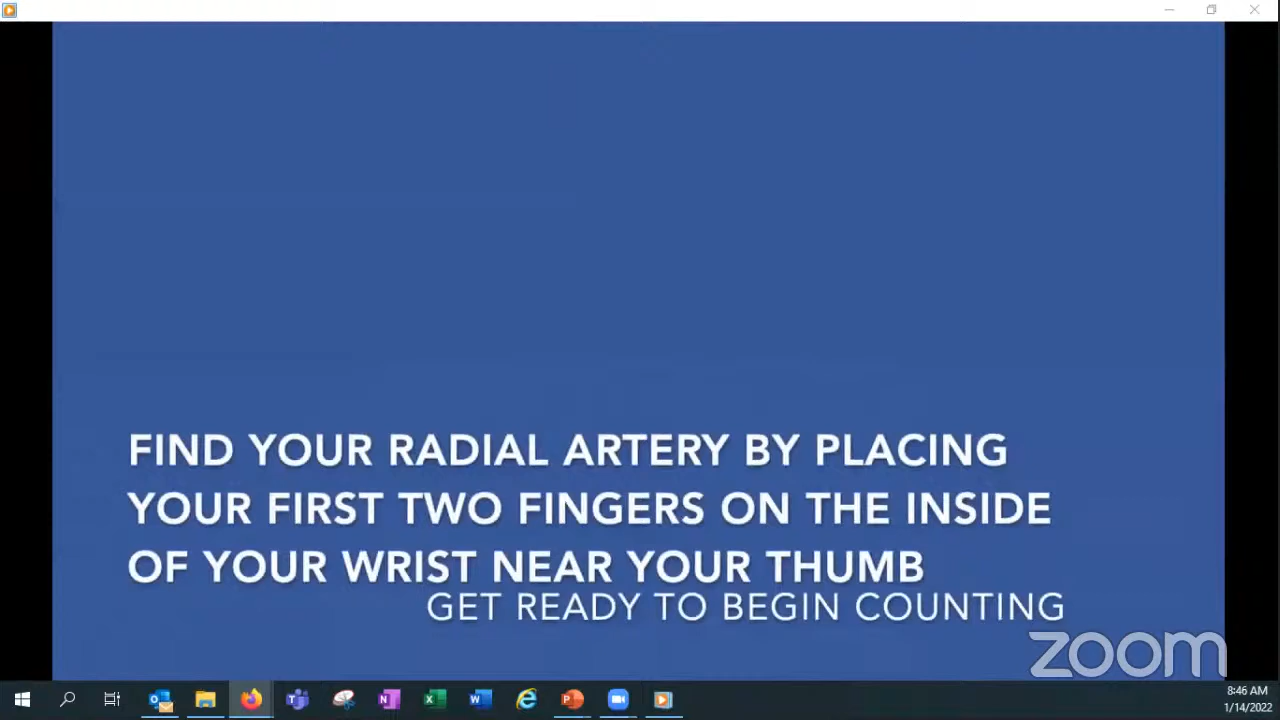 FIND YOUR RADIAL ARTERY BY PLACING
YOUR FIRST TWO FINGERS ON THE INSIDE
OF YOUR WRIST NEAR YOUR THUMB
GET READY TO BEGIN COUNTING
zoom
8:46 AM
1/14/2022